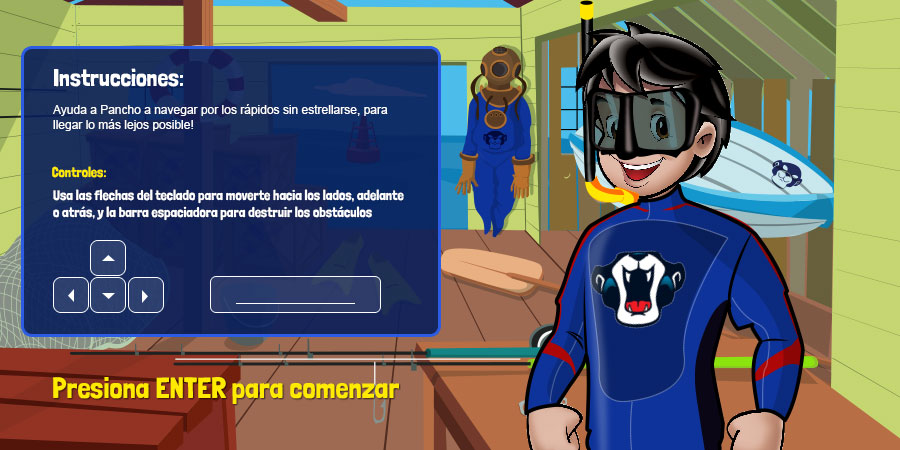 Instrucciones:
Ayuda a Pancho a navegar por los rápidos sin estrellarse, para
llegar lo más lejos posible!
Controles:
Usa las flechas del teclado para moverte hacia los lados, adelante
o atrás, y la barra espaciadora para destruir los obstáculos
Presiona ENTER para comenzar